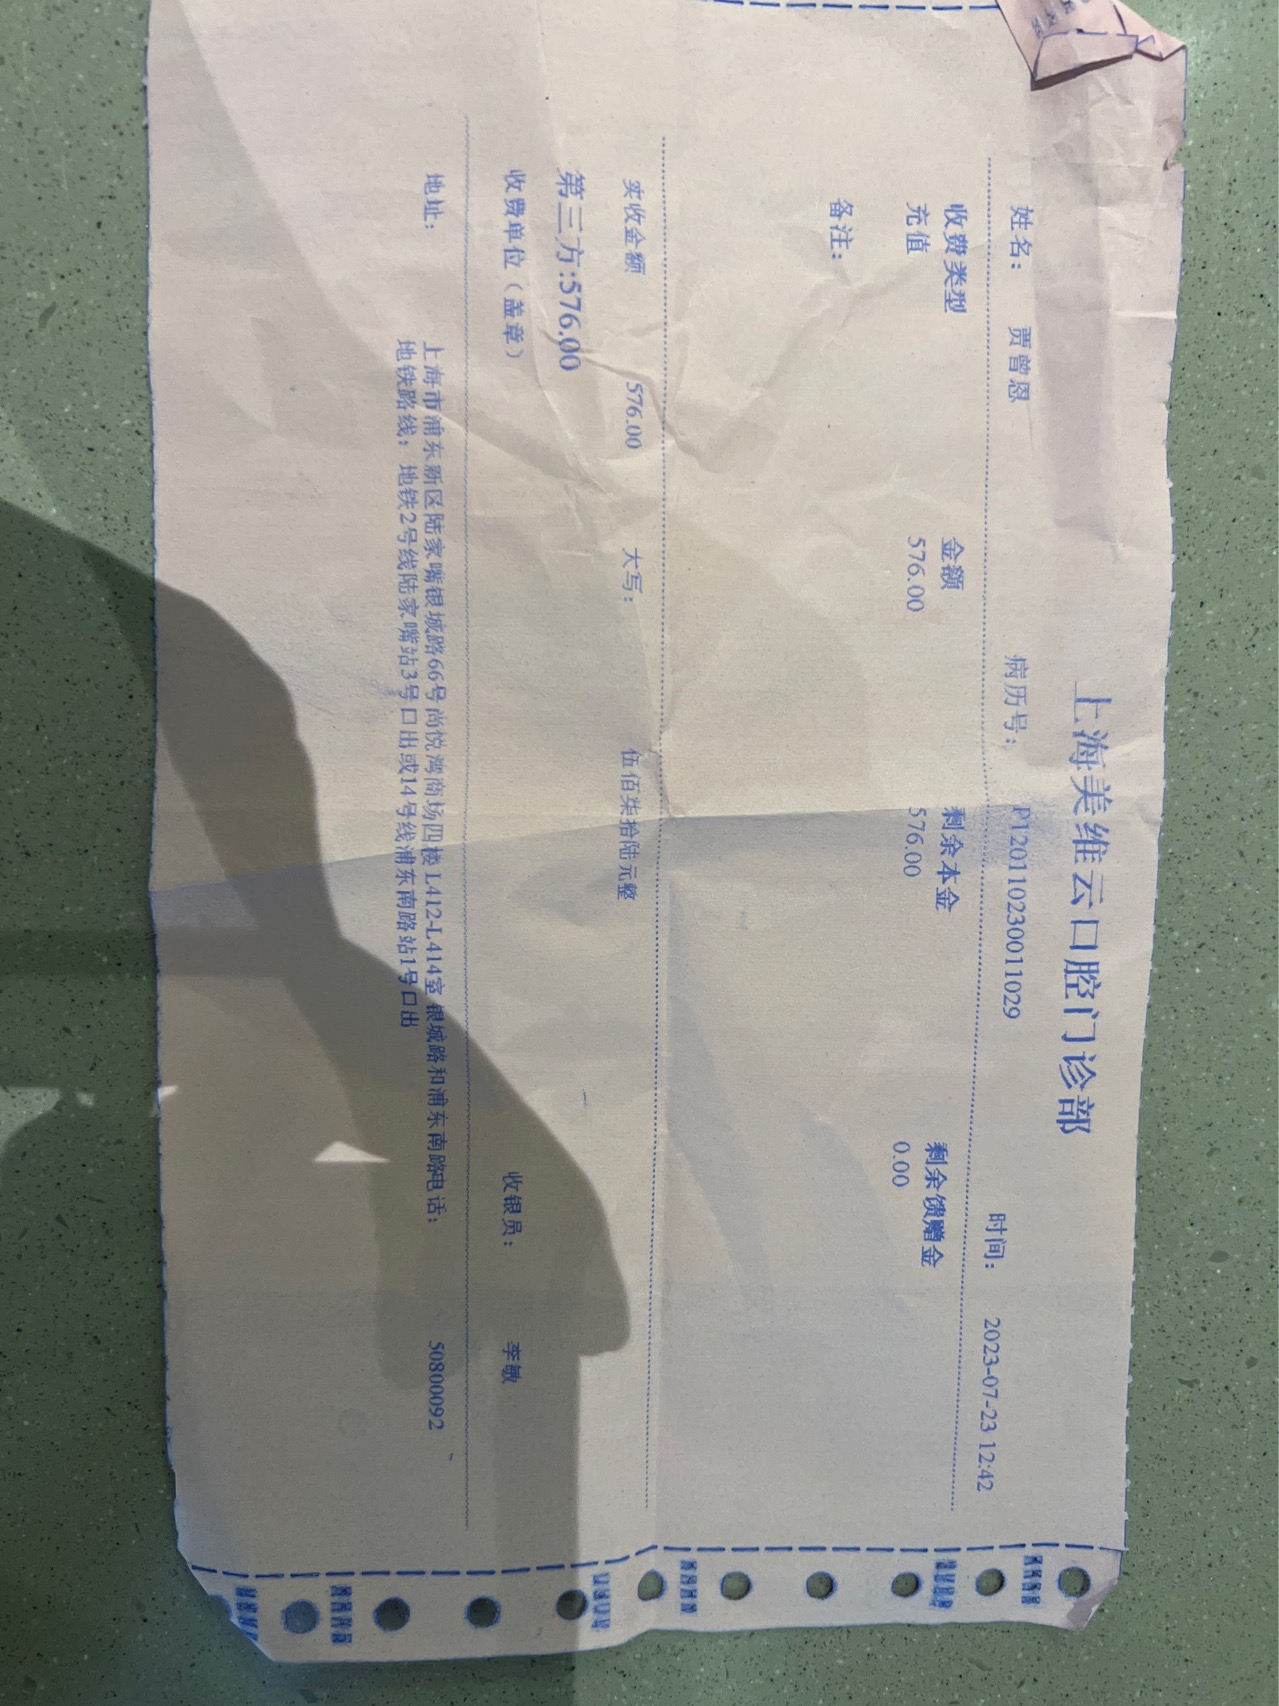 上海美维云口腔门诊部
姓名： 贾曾恩 病历号： P120110230011029 时间： 2023-07-23 12:42
收费类型 金额 剩余本金 剩余馈赠金
充值 576.00 576.00 0.00
备注：
实收金额 576.00 大写： 伍佰柒拾陆元整
第三方:576.00
收费单位（盖章） 收银员： 李敏
地址： 上海市浦东新区陆家嘴银城路66号尚悦湾商场四楼L412-L414室 银城路和浦东南路电话： 50800092
地铁路线：地铁2号线陆家嘴站3号口出或14号线浦东南路站1号口出